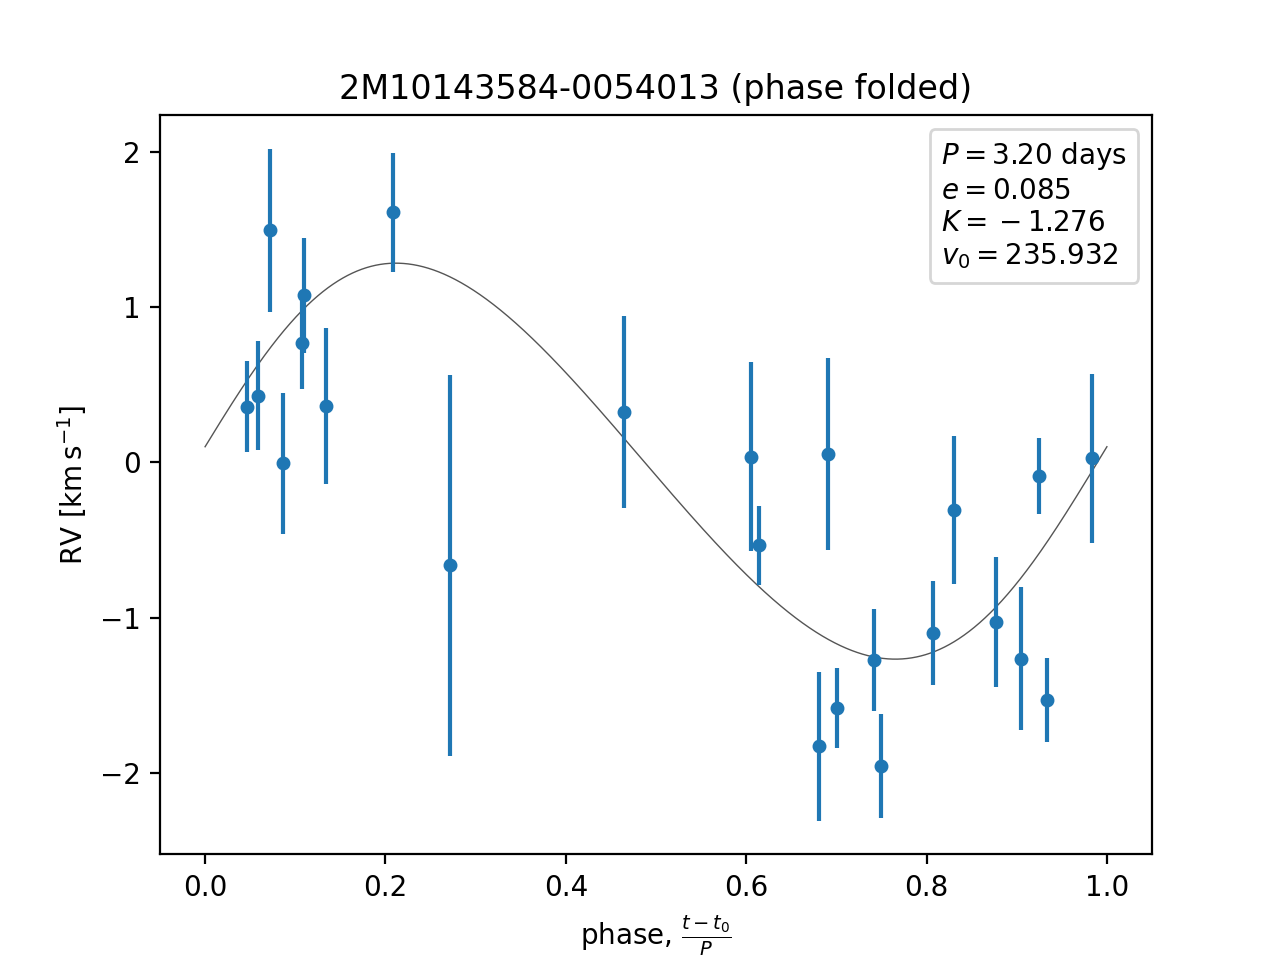 2M10143584-0054013 (phase folded)
P = 3.20 days
e = 0.085
K = −1.276
v₀ = 235.932
RV [km s⁻¹]
2
1
0
−1
−2
0.0 0.2 0.4 0.6 0.8 1.0
phase, (t − t₀)/P